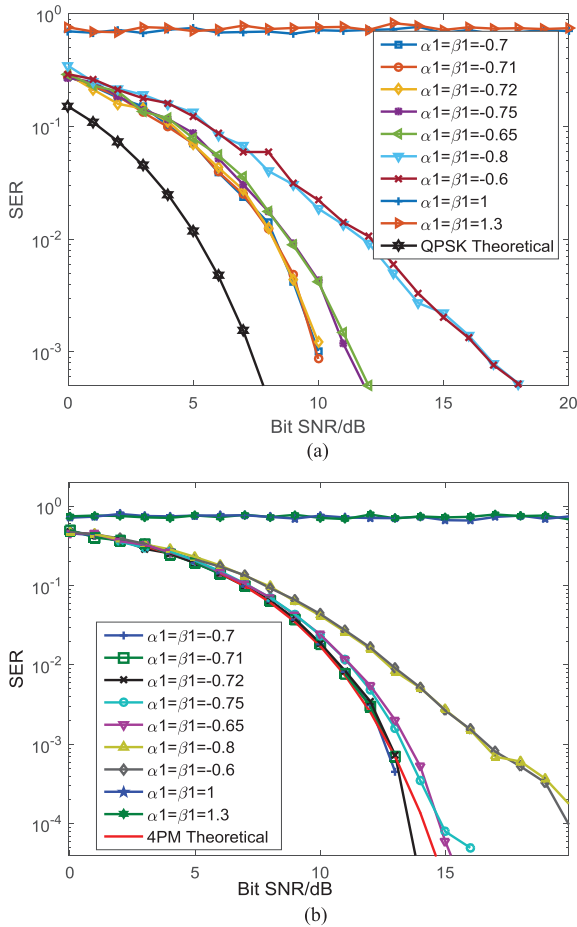 10^0
10^-1
10^-2
10^-3
SER
α1=β1=-0.7
α1=β1=-0.71
α1=β1=-0.72
α1=β1=-0.75
α1=β1=-0.65
α1=β1=-0.8
α1=β1=-0.6
α1=β1=1
α1=β1=1.3
QPSK Theoretical
0 5 10 15 20
Bit SNR/dB
(a)
10^0
10^-1
10^-2
10^-3
10^-4
SER
α1=β1=-0.7
α1=β1=-0.71
α1=β1=-0.72
α1=β1=-0.75
α1=β1=-0.65
α1=β1=-0.8
α1=β1=-0.6
α1=β1=1
α1=β1=1.3
4PM Theoretical
0 5 10 15
Bit SNR/dB
(b)